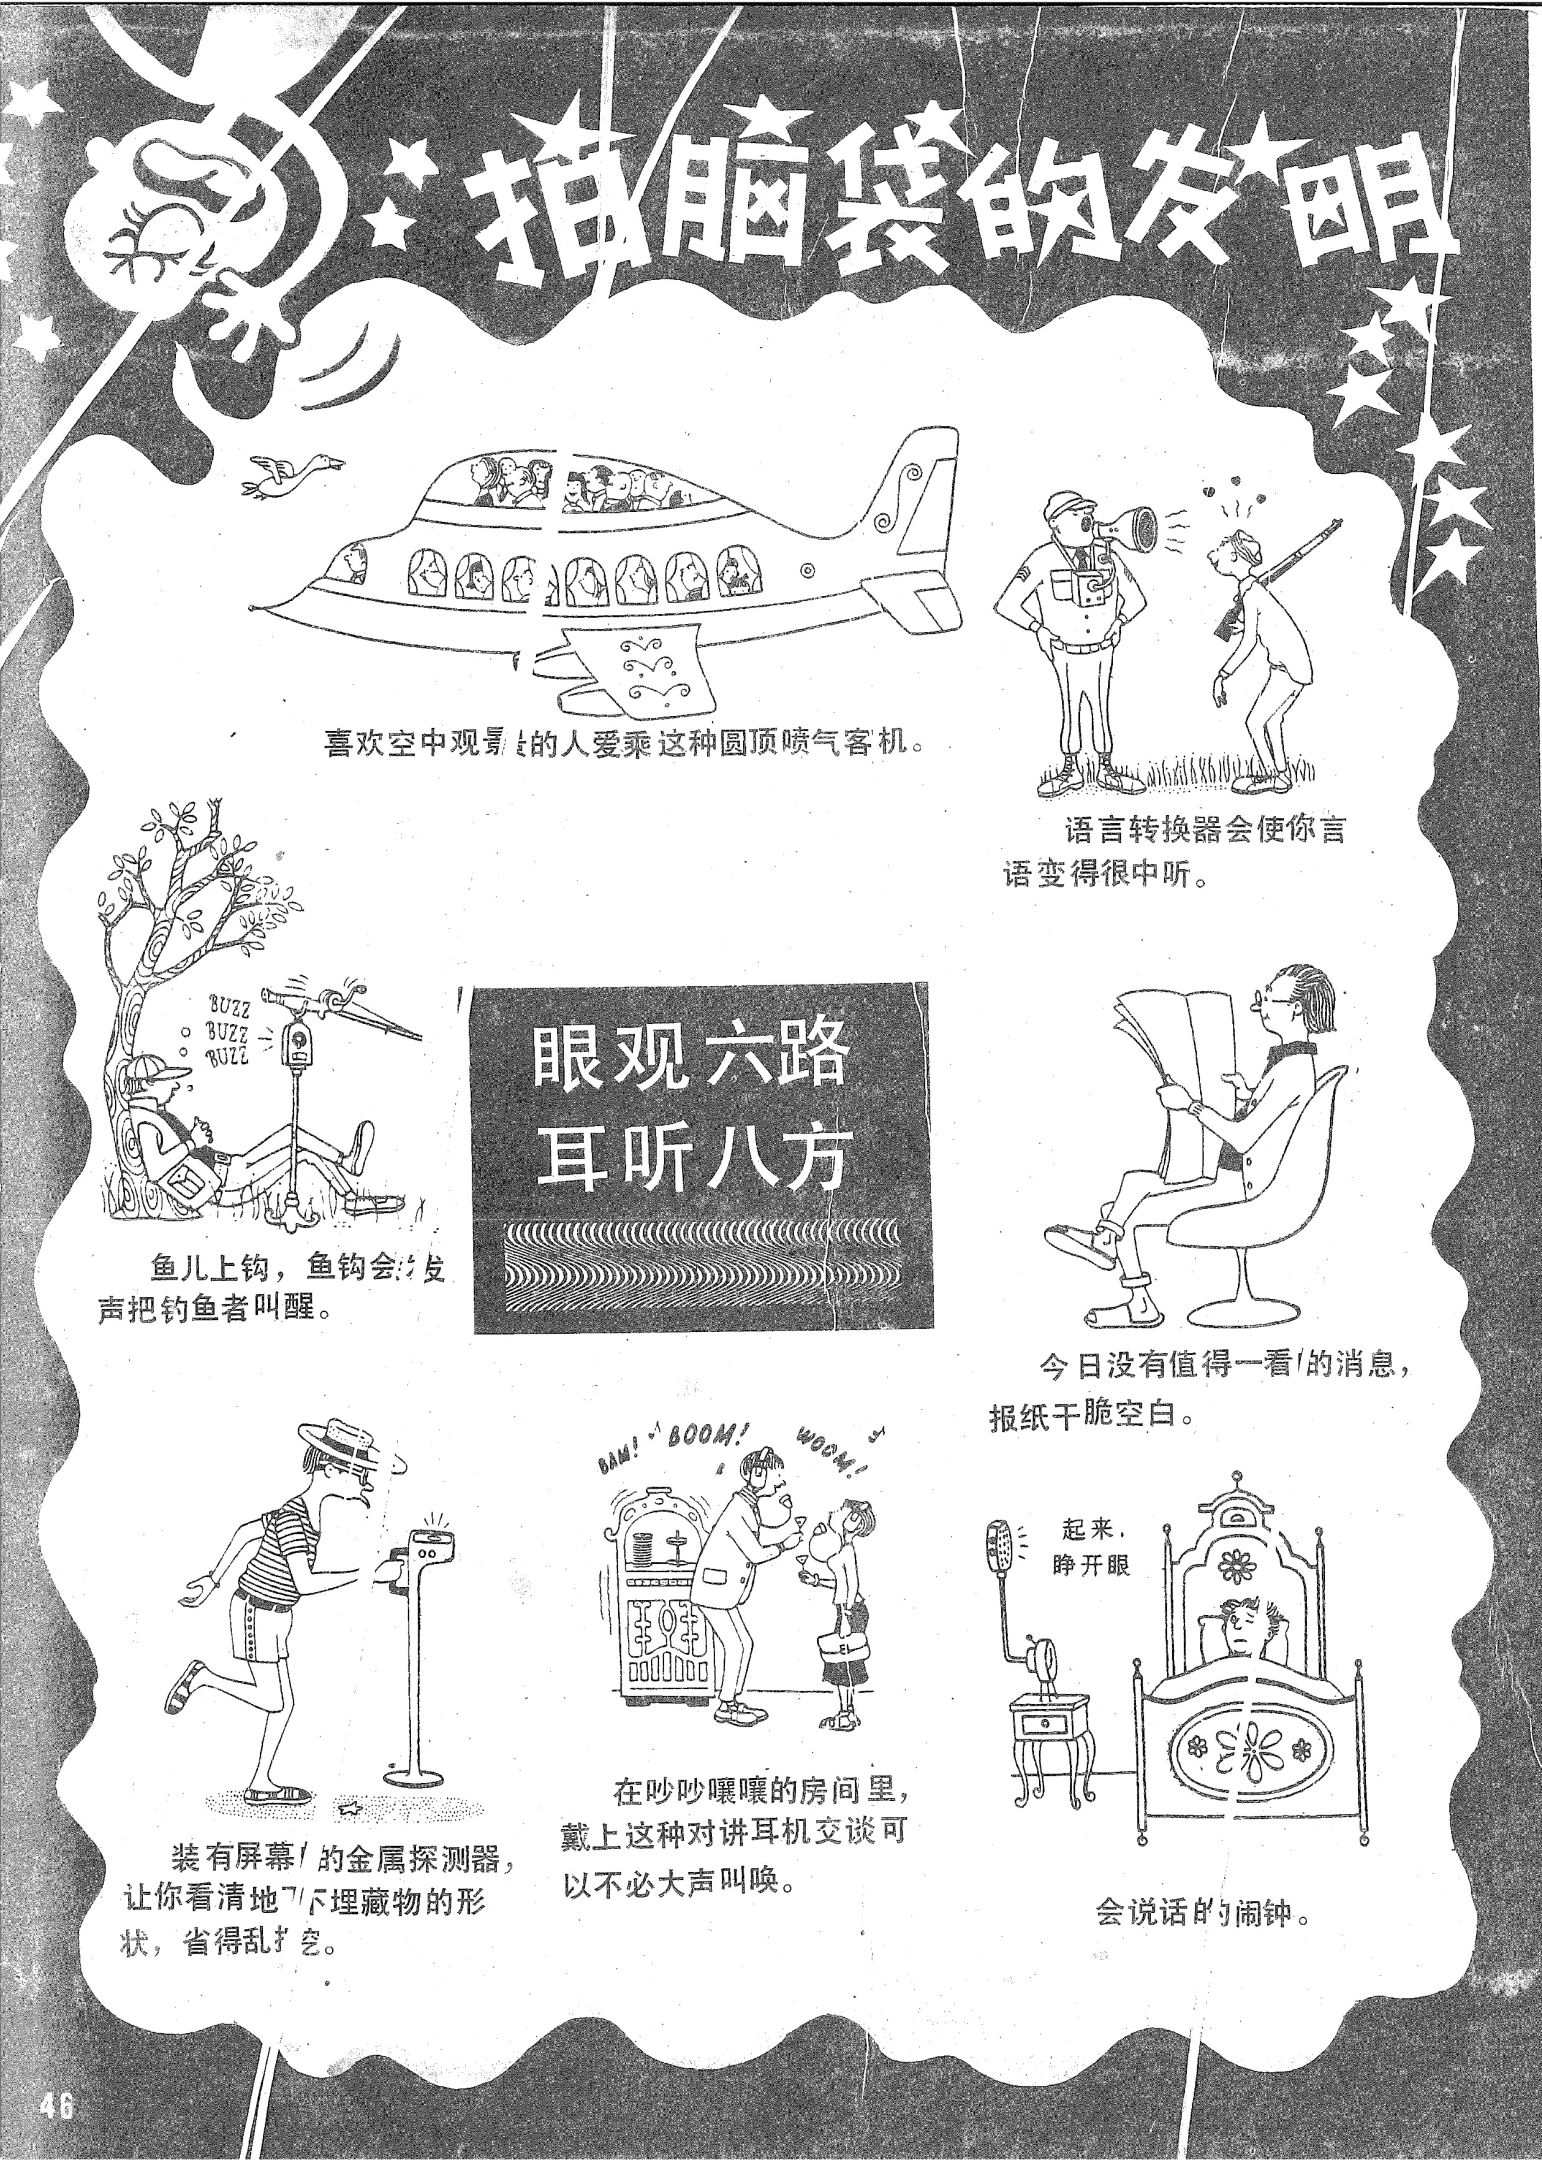 拍脑袋的发明
喜欢空中观景的人爱乘这种圆顶喷气客机。
语言转换器会使你言
语变得很中听。
BUZZ
BUZZ
BUZZ
鱼儿上钩，鱼钩会发
声把钓鱼者叫醒。
眼观六路
耳听八方
今日没有值得一看的消息，
报纸干脆空白。
装有屏幕的金属探测器，
让你看清地下埋藏物的形
状，省得乱挖。
BAM! BOOM! WOOM!
在吵吵嚷嚷的房间里，
戴上这种对讲耳机交谈可
以不必大声叫唤。
起来，
睁开眼
会说话的闹钟。
46